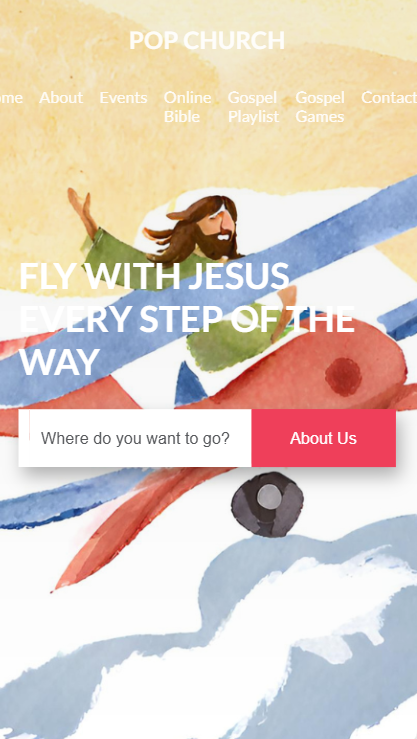 POP CHURCH
ome About Events Online Bible Gospel Playlist Gospel Games Contact
FLY WITH JESUS
EVERY STEP OF THE
WAY
Where do you want to go? About Us